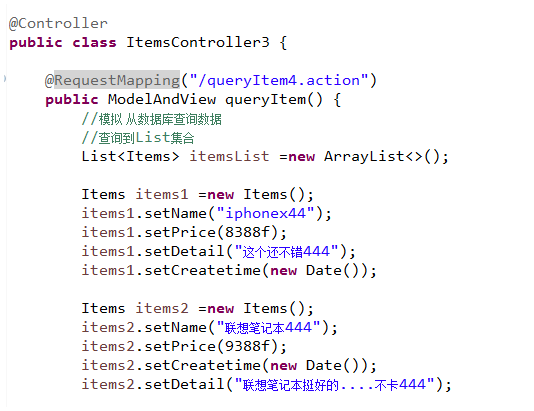 @Controller
public class ItemsController3 {
@RequestMapping("/queryItem4.action")
public ModelAndView queryItem() {
//模拟 从数据库查询数据
//查询到List集合
List<Items> itemsList =new ArrayList<>();
Items items1 =new Items();
items1.setName("iphonex44");
items1.setPrice(8388f);
items1.setDetail("这个还不错444");
items1.setCreatetime(new Date());
Items items2 =new Items();
items2.setName("联想笔记本444");
items2.setPrice(9388f);
items2.setCreatetime(new Date());
items2.setDetail("联想笔记本挺好的....不卡444");